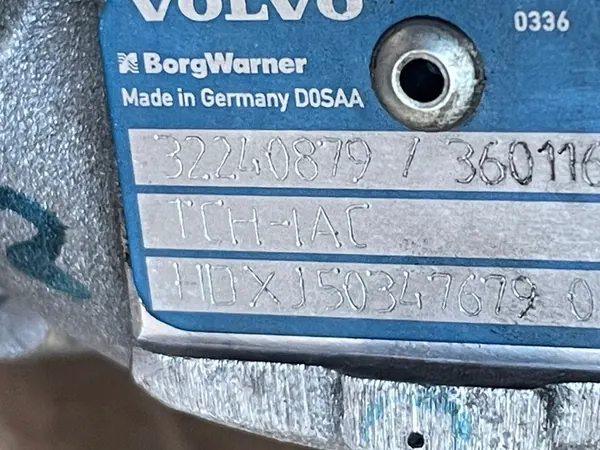 VOLVO
0336
BorgWarner
Made in Germany D0SAA
32240879 / 360116
TCH-1AC
HDXJ50347679 0